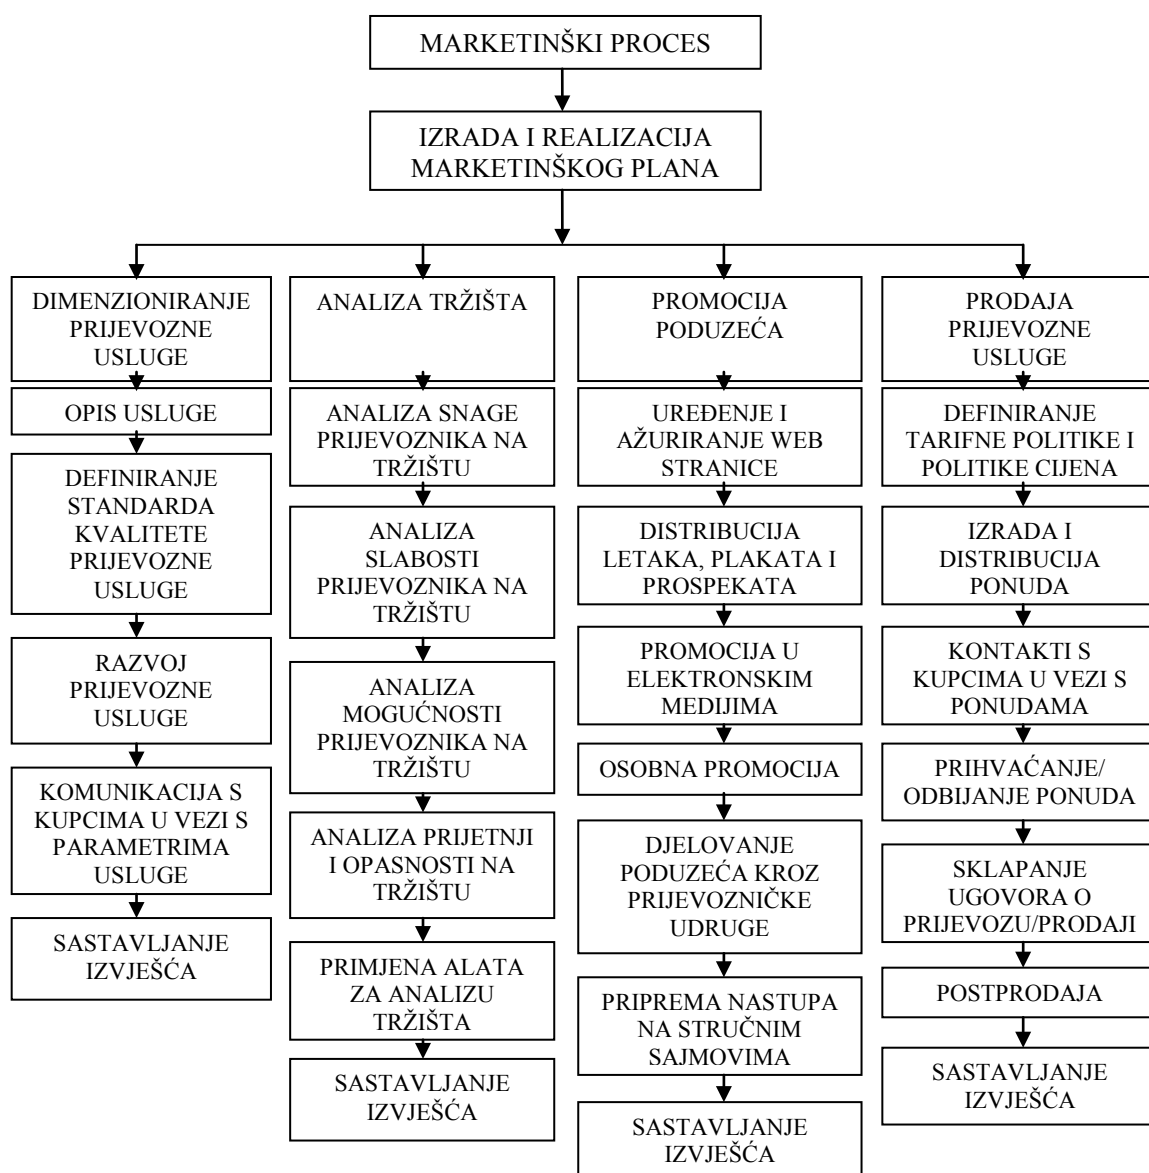 MARKETINŠKI PROCES
IZRADA I REALIZACIJA
MARKETINŠKOG PLANA
DIMENZIONIRANJE
PRIJEVOZNE
USLUGE
OPIS USLUGE
DEFINIRANJE
STANDARDA
KVALITETE
PRIJEVOZNE
USLUGE
RAZVOJ
PRIJEVOZNE
USLUGE
KOMUNIKACIJA S
KUPCIMA U VEZI S
PARAMETRIMA
USLUGE
SASTAVLJANJE
IZVJEŠĆA
ANALIZA TRŽIŠTA
ANALIZA SNAGE
PRIJEVOZNIKA NA
TRŽIŠTU
ANALIZA
SLABOSTI
PRIJEVOZNIKA NA
TRŽIŠTU
ANALIZA
MOGUĆNOSTI
PRIJEVOZNIKA NA
TRŽIŠTU
ANALIZA PRIJETNJI
I OPASNOSTI NA
TRŽIŠTU
PRIMJENA ALATA
ZA ANALIZU
TRŽIŠTA
SASTAVLJANJE
IZVJEŠĆA
PROMOCIJA
PODUZEĆA
UREĐENJE I
AŽURIRANJE WEB
STRANICE
DISTRIBUCIJA
LETAKA, PLAKATA I
PROSPEKATA
PROMOCIJA U
ELEKTRONSKIM
MEDIJIMA
OSOBNA PROMOCIJA
DJELOVANJE
PODUZEĆA KROZ
PRIJEVOZNIČKE
UDRUGE
PRIPREMA NASTUPA
NA STRUČNIM
SAJMOVIMA
SASTAVLJANJE
IZVJEŠĆA
PRODAJA
PRIJEVOZNE
USLUGE
DEFINIRANJE
TARIFNE POLITIKE I
POLITIKE CIJENA
IZRADA I
DISTRIBUCIJA
PONUDA
KONTAKTI S
KUPCIMA U VEZI S
PONUDAMA
PRIHVAĆANJE/
ODBIJANJE PONUDA
SKLAPANJE
UGOVORA O
PRIJEVOZU/PRODAJI
POSTPRODAJA
SASTAVLJANJE
IZVJEŠĆA